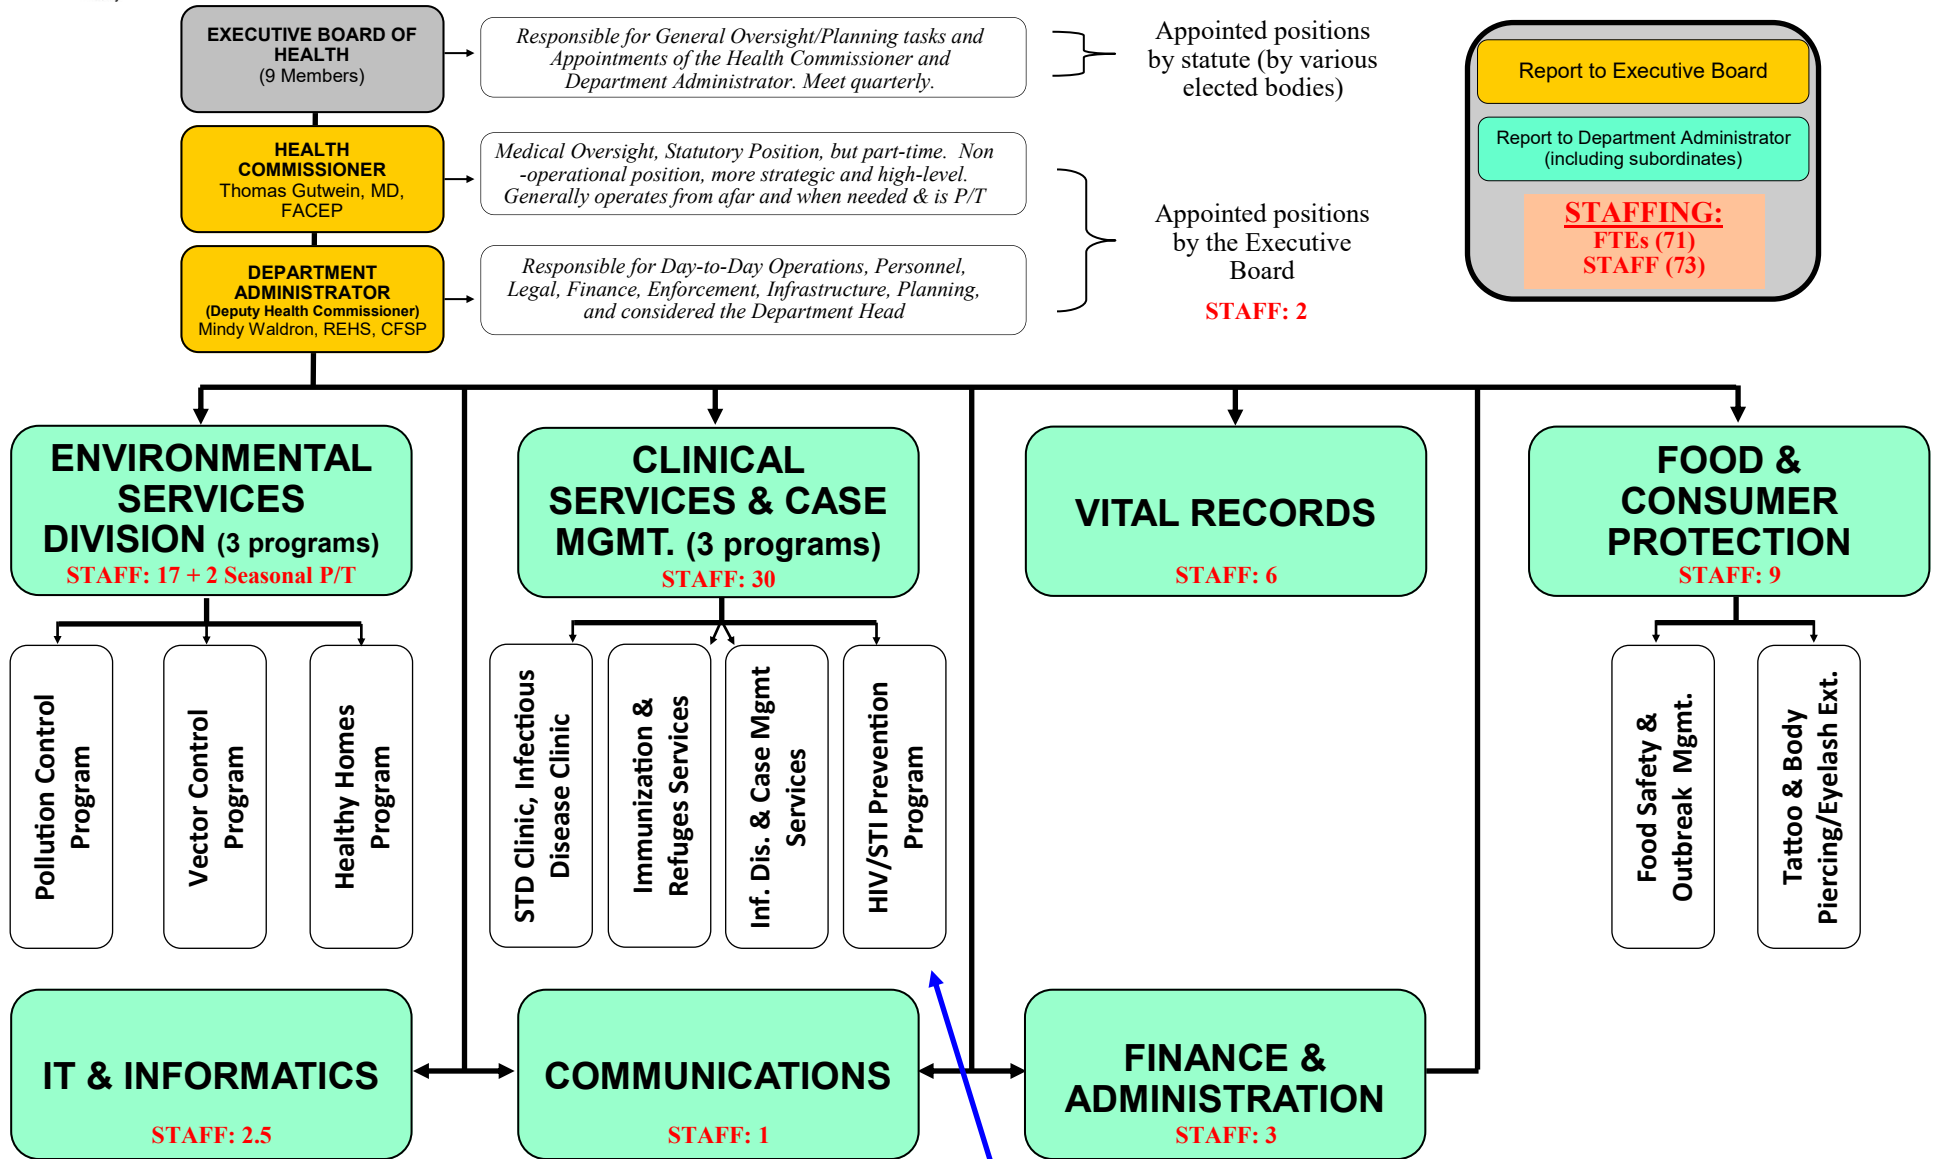 EXECUTIVE BOARD OF
HEALTH
(9 Members)
Responsible for General Oversight/Planning tasks and
Appointments of the Health Commissioner and
Department Administrator. Meet quarterly.
Appointed positions
by statute (by various
elected bodies)
Report to Executive Board
Report to Department Administrator
(including subordinates)
STAFFING:
FTEs (71)
STAFF (73)
HEALTH
COMMISSIONER
Thomas Gutwein, MD,
FACEP
Medical Oversight, Statutory Position, but part-time.  Non
-operational position, more strategic and high-level.
Generally operates from afar and when needed & is P/T
Appointed positions
by the Executive
Board
STAFF: 2
DEPARTMENT
ADMINISTRATOR
(Deputy Health Commissioner)
Mindy Waldron, REHS, CFSP
Responsible for Day-to-Day Operations, Personnel,
Legal, Finance, Enforcement, Infrastructure, Planning,
and considered the Department Head
ENVIRONMENTAL
SERVICES
DIVISION (3 programs)
STAFF: 17 + 2 Seasonal P/T
CLINICAL
SERVICES & CASE
MGMT. (3 programs)
STAFF: 30
VITAL RECORDS
STAFF: 6
FOOD &
CONSUMER
PROTECTION
STAFF: 9
Pollution Control
Program
Vector Control
Program
Healthy Homes
Program
STD Clinic, Infectious
Disease Clinic
Immunization &
Refuges Services
Inf. Dis. & Case Mgmt
Services
HIV/STI Prevention
Program
Food Safety &
Outbreak  Mgmt.
Tattoo & Body
Piercing/Eyelash Ext.
IT & INFORMATICS
STAFF: 2.5
COMMUNICATIONS
STAFF: 1
FINANCE &
ADMINISTRATION
STAFF: 3